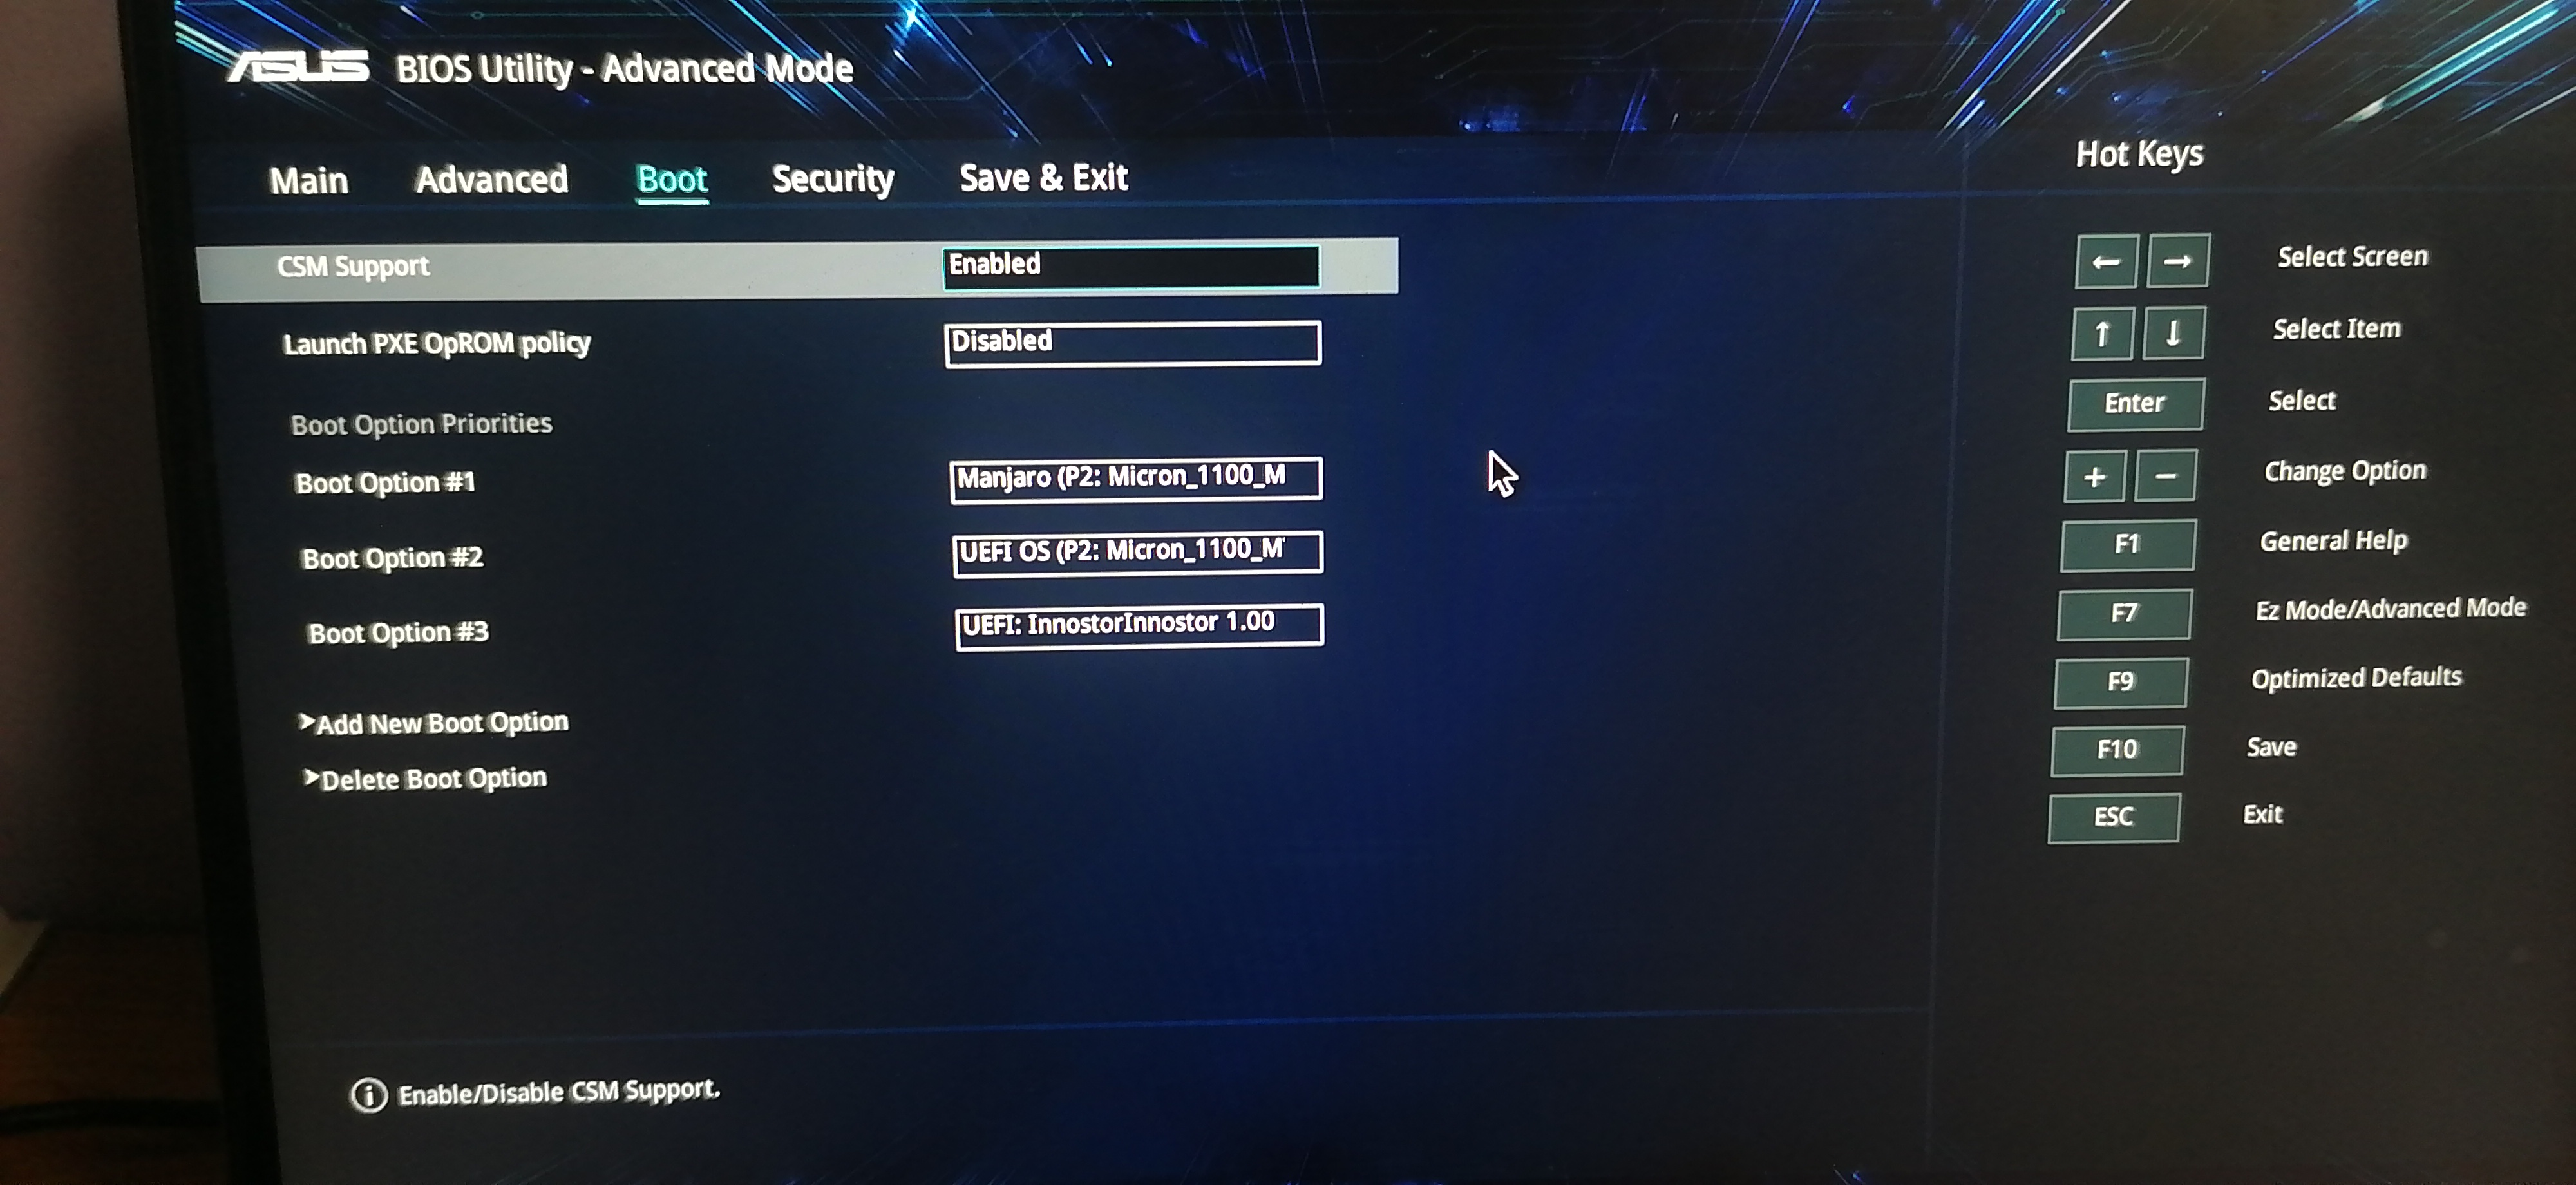 ASUS BIOS Utility - Advanced Mode
Main Advanced Boot Security Save & Exit
CSM Support Enabled
Launch PXE OpROM policy Disabled
Boot Option Priorities
Boot Option #1 Manjaro (P2: Micron_1100_M
Boot Option #2 UEFI OS (P2: Micron_1100_M
Boot Option #3 UEFI: InnostorInnostor 1.00
>Add New Boot Option
>Delete Boot Option
Enable/Disable CSM Support.
Hot Keys
← → Select Screen
↑ ↓ Select Item
Enter Select
+ - Change Option
F1 General Help
F7 Ez Mode/Advanced Mode
F9 Optimized Defaults
F10 Save
ESC Exit